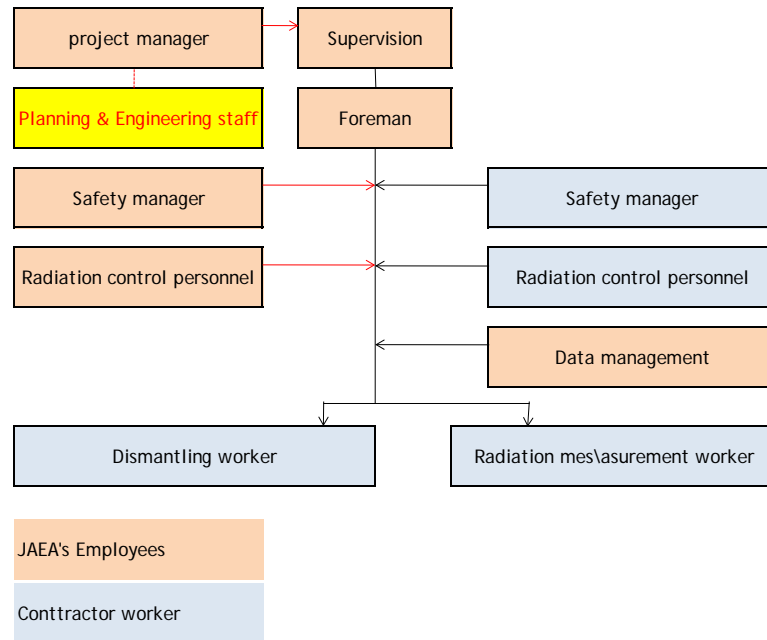 project manager
Supervision
Planning & Engineering staff
Foreman
Safety manager
Safety manager
Radiation control personnel
Radiation control personnel
Data management
Dismantling worker
Radiation mes\asurement worker
JAEA's Employees
Conttractor worker